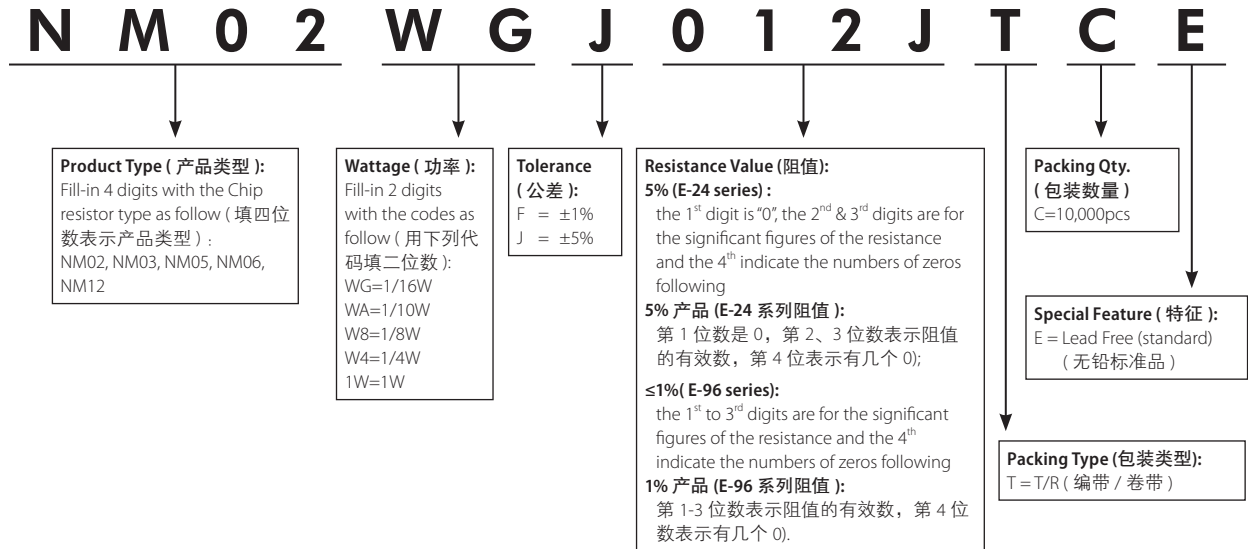 NM02WGJ012JTCE
Product Type ( 产品类型 ):
Fill-in 4 digits with the Chip
resistor type as follow ( 填四位
数表示产品类型 ) :
NM02, NM03, NM05, NM06,
NM12
Wattage ( 功率 ):
Fill-in 2 digits
with the codes as
follow ( 用下列代
码填二位数 ):
WG=1/16W
WA=1/10W
W8=1/8W
W4=1/4W
1W=1W
Tolerance
( 公差 ):
F = ±1%
J = ±5%
Resistance Value (阻值):
5% (E-24 series) :
the 1st digit is “0”, the 2nd & 3rd digits are for
the significant figures of the resistance
and the 4th indicate the numbers of zeros
following
5% 产品 (E-24 系列阻值 ):
第 1 位数是 0，第 2、3 位数表示阻值
的有效数，第 4 位表示有几个 0);
≤1%( E-96 series):
the 1st to 3rd digits are for the significant
figures of the resistance and the 4th
indicate the numbers of zeros following
1% 产品 (E-96 系列阻值 ):
第 1-3 位数表示阻值的有效数，第 4 位
数表示有几个 0).
Packing Qty.
( 包装数量 )
C=10,000pcs
Special Feature ( 特征 ):
E = Lead Free (standard)
( 无铅标准品 )
Packing Type (包装类型):
T = T/R ( 编带 / 卷带 )